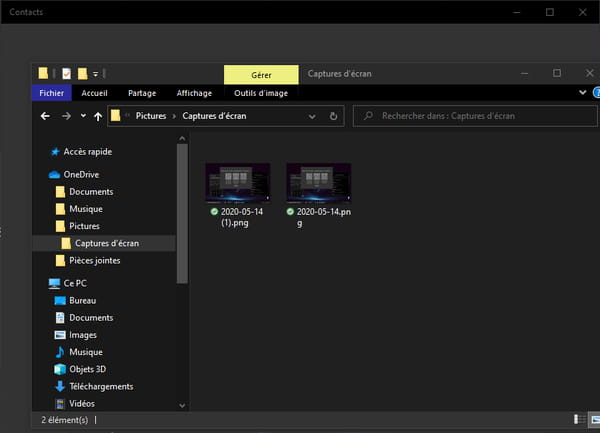 Contacts
Gérer
Captures d'écran
Fichier
Accueil
Partage
Affichage
Outils d'image
Pictures
Captures d'écran
Rechercher dans : Captures d'écran
Accès rapide
OneDrive
Documents
Musique
Pictures
Captures d'écran
Pièces jointes
Ce PC
Bureau
Documents
Images
Musique
Objets 3D
Téléchargements
Vidéos
2020-05-14
(1).png
2020-05-14.pn
g
2 élément(s)